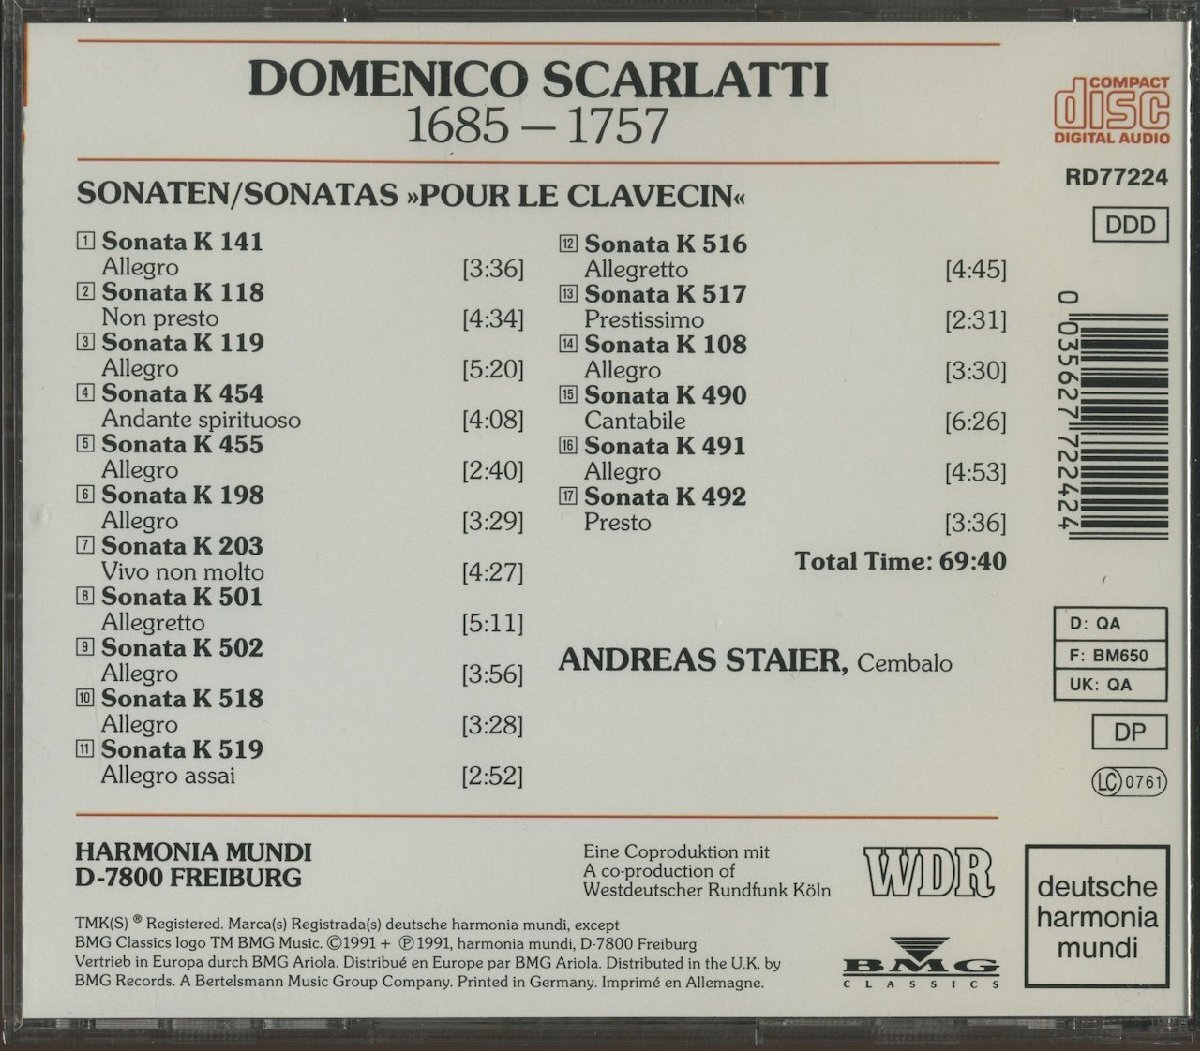 DOMENICO SCARLATTI
1685 – 1757
COMPACT
disc
DIGITAL AUDIO
RD77224
DDD
SONATEN/SONATAS »POUR LE CLAVECIN«
1 Sonata K 141
Allegro [3:36]
2 Sonata K 118
Non presto [4:34]
3 Sonata K 119
Allegro [5:20]
4 Sonata K 454
Andante spirituoso [4:08]
5 Sonata K 455
Allegro [2:40]
6 Sonata K 198
Allegro [3:29]
7 Sonata K 203
Vivo non molto [4:27]
8 Sonata K 501
Allegretto [5:11]
9 Sonata K 502
Allegro [3:56]
10 Sonata K 518
Allegro [3:28]
11 Sonata K 519
Allegro assai [2:52]
12 Sonata K 516
Allegretto [4:45]
13 Sonata K 517
Prestissimo [2:31]
14 Sonata K 108
Allegro [3:30]
15 Sonata K 490
Cantabile [6:26]
16 Sonata K 491
Allegro [4:53]
17 Sonata K 492
Presto [3:36]
Total Time: 69:40
ANDREAS STAIER, Cembalo
0 035627 722424
D: QA
F: BM650
UK: QA
DP
LC 0761
HARMONIA MUNDI
D-7800 FREIBURG
Eine Coproduktion mit
A co-production of
Westdeutscher Rundfunk Köln
WDR
TMK(S) ® Registered. Marca(s) Registrada(s) deutsche harmonia mundi, except
BMG Classics logo TM BMG Music. ©1991 + ℗ 1991, harmonia mundi, D-7800 Freiburg
Vertrieb in Europa durch BMG Ariola. Distribué en Europe par BMG Ariola. Distributed in the U.K. by
BMG Records. A Bertelsmann Music Group Company. Printed in Germany. Imprimé en Allemagne.
BMG
CLASSICS
deutsche
harmonia
mundi